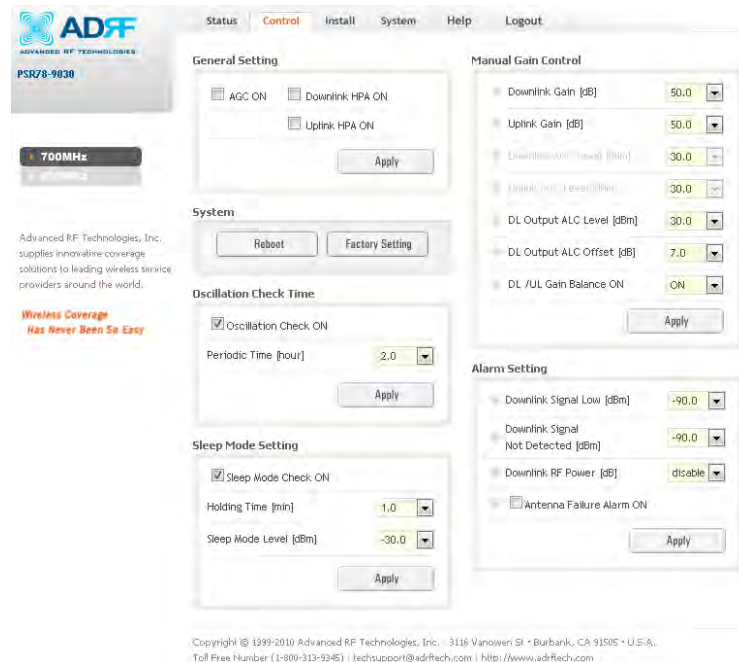 ADRF
ADVANCED RF TECHNOLOGIES
PSR78-9030
Status Control Install System Help Logout
700MHz
Advanced RF Technologies, Inc.
supplies innovative coverage
solutions to leading wireless service
providers around the world.
Wireless Coverage
Has Never Been So Easy
General Setting
AGC ON Downlink HPA ON
Uplink HPA ON
Apply
System
Reboot Factory Setting
Oscillation Check Time
Oscillation Check ON
Periodic Time [hour] 2.0
Apply
Sleep Mode Setting
Sleep Mode Check ON
Holding Time [min] 1.0
Sleep Mode Level [dBm] -30.0
Apply
Manual Gain Control
Downlink Gain [dB] 50.0
Uplink Gain [dB] 50.0
Downlink AGC Level [dBm] 30.0
Uplink AGC Level [dBm] 30.0
DL Output ALC Level [dBm] 30.0
DL Output ALC Offset [dB] 7.0
DL /UL Gain Balance ON ON
Apply
Alarm Setting
Downlink Signal Low [dBm] -90.0
Downlink Signal
Not Detected [dBm] -90.0
Downlink RF Power [dB] disable
Antenna Failure Alarm ON
Apply
Copyright © 1999-2010 Advanced RF Technologies, Inc. 3116 Vanowen St • Burbank, CA 91505 • U.S.A.
Toll Free Number (1-800-313-9345) | techsupport@adrftech.com | http://www.adrftech.com